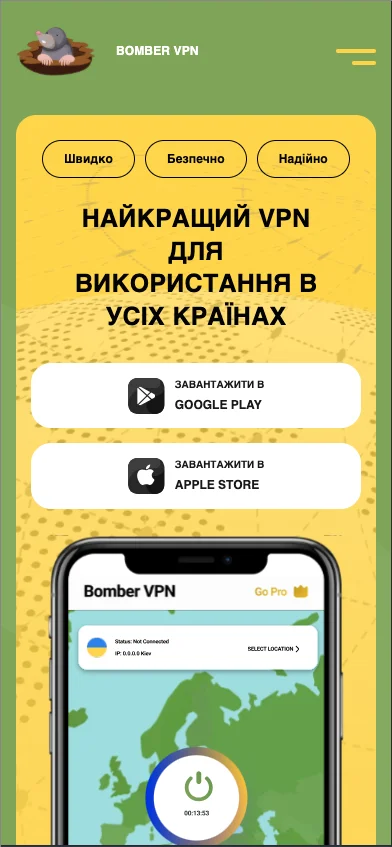 BOMBER VPN
Швидко
Безпечно
Надійно
НАЙКРАЩИЙ VPN
ДЛЯ
ВИКОРИСТАННЯ В
УСІХ КРАЇНАХ
ЗАВАНТАЖИТИ В
GOOGLE PLAY
ЗАВАНТАЖИТИ В
APPLE STORE
Bomber VPN
Go Pro
Status: Not Connected
IP: 0.0.0.0 Kiev
SELECT LOCATION
00:13:53